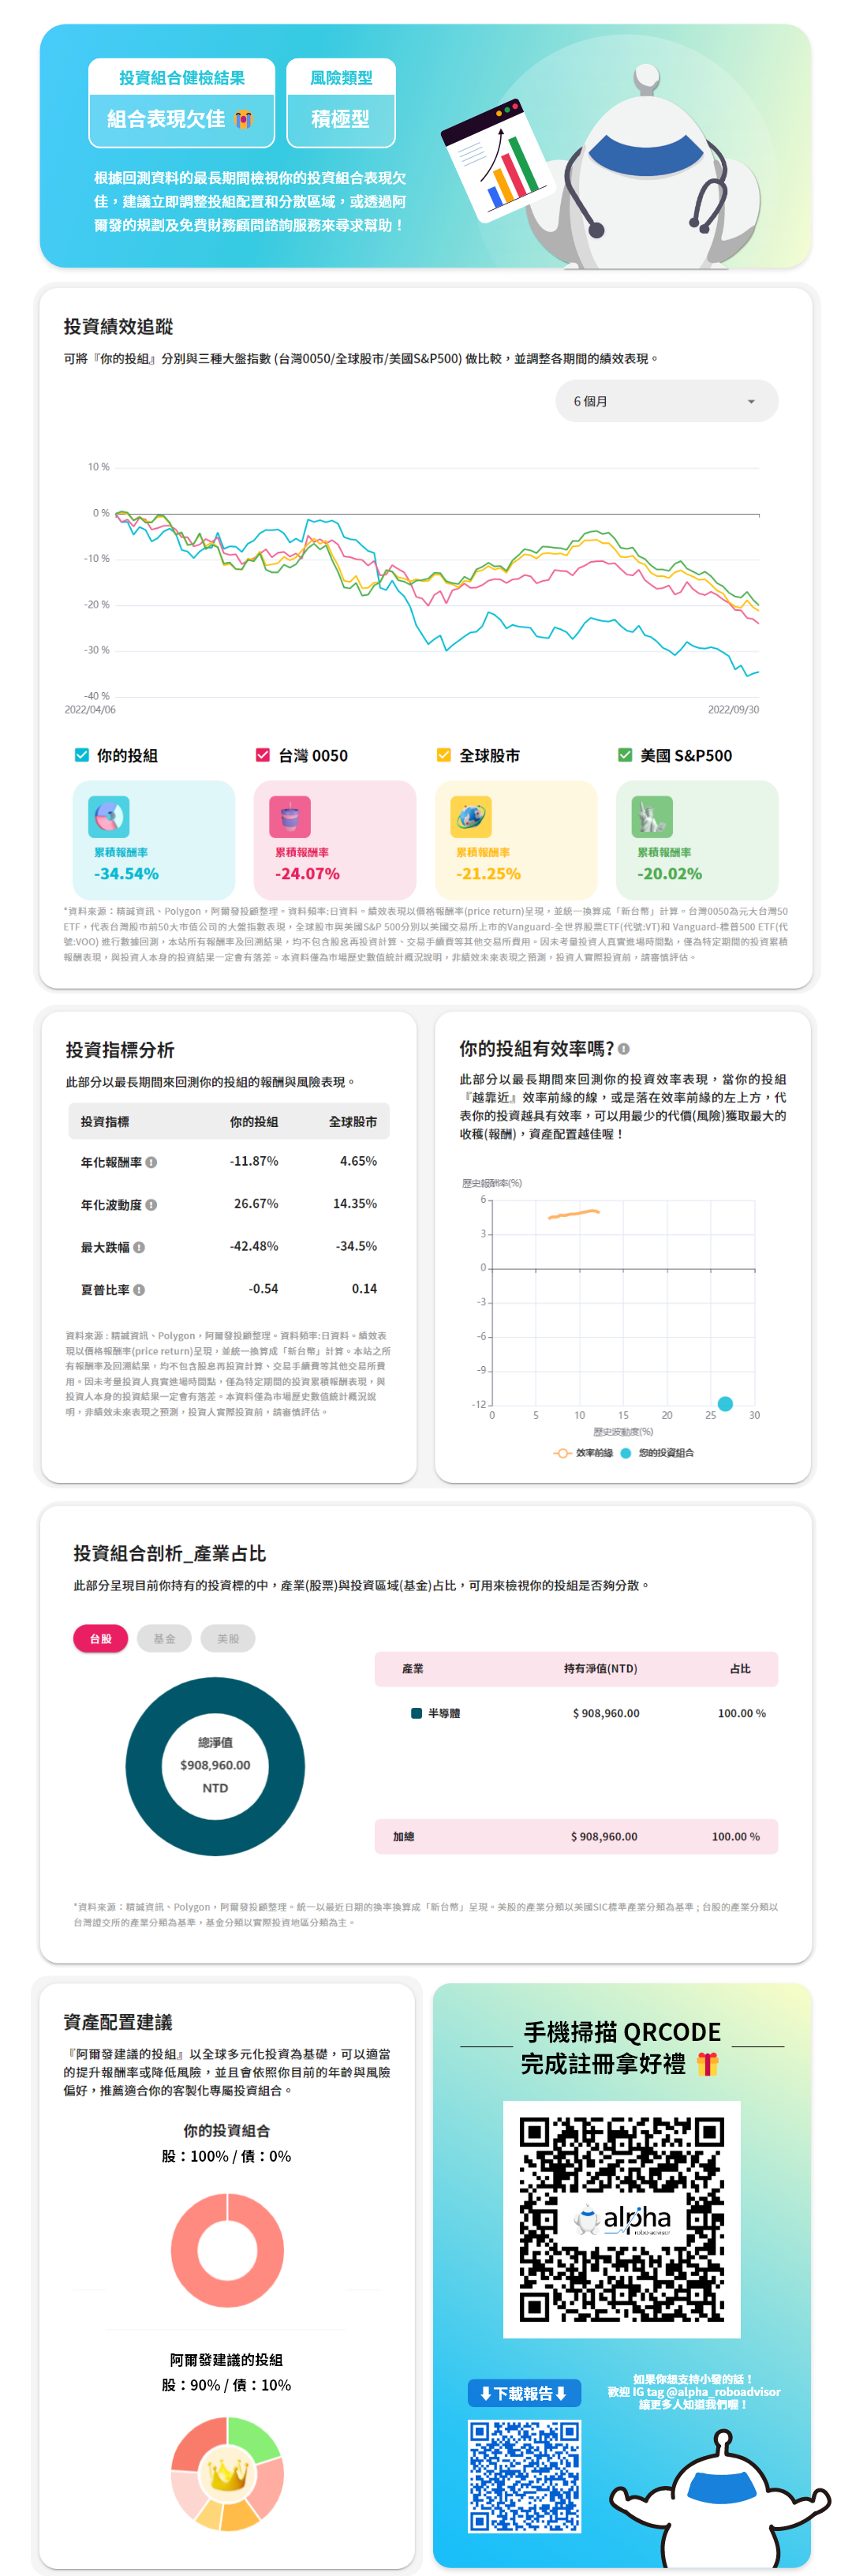 投資組合健檢結果
風險類型
組合表現欠佳
積極型
根據回測資料的最長期間檢視你的投資組合表現欠
佳，建議立即調整投組配置和分散區域，或透過阿
爾發的規劃及免費財務顧問諮詢服務來尋求幫助！
投資績效追蹤
可將『你的投組』分別與三種大盤指數 (台灣0050/全球股市/美國S&P500) 做比較，並調整各期間的績效表現。
6 個月
10 %
0 %
-10 %
-20 %
-30 %
-40 %
2022/04/06
2022/09/30
你的投組
台灣 0050
全球股市
美國 S&P500
累積報酬率
-34.54%
累積報酬率
-24.07%
累積報酬率
-21.25%
累積報酬率
-20.02%
*資料來源：精誠資訊、Polygon，阿爾發投顧整理。資料頻率:日資料。績效表現以價格報酬率(price return)呈現，並統一換算成「新台幣」計算。台灣0050為元大台灣50
ETF，代表台灣股市前50大市值公司的大盤指數表現，全球股市與美國S&P 500分別以美國交易所上市的Vanguard-全世界股票ETF(代號:VT)和 Vanguard-標普500 ETF(代
號:VOO) 進行數據回測，本站所有報酬率及回溯結果，均不包含股息再投資計算、交易手續費等其他交易所費用。因未考量投資人真實進場時間點，僅為特定期間的投資累積
報酬表現，與投資人本身的投資結果一定會有落差。本資料僅為市場歷史數值統計概況說明，非績效未來表現之預測，投資人實際投資前，請審慎評估。
投資指標分析
此部分以最長期間來回測你的投組的報酬與風險表現。
投資指標 你的投組 全球股市
年化報酬率 -11.87% 4.65%
年化波動度 26.67% 14.35%
最大跌幅 -42.48% -34.5%
夏普比率 -0.54 0.14
資料來源 : 精誠資訊、Polygon，阿爾發投顧整理。資料頻率:日資料。績效表
現以價格報酬率(price return)呈現，並統一換算成「新台幣」計算。本站之所
有報酬率及回溯結果，均不包含股息再投資計算、交易手續費等其他交易所費
用。因未考量投資人真實進場時間點，僅為特定期間的投資累積報酬表現，與
投資人本身的投資結果一定會有落差。本資料僅為市場歷史數值統計概況說
明，非績效未來表現之預測，投資人實際投資前，請審慎評估。
你的投組有效率嗎?
此部分以最長期間來回測你的投資效率表現，當你的投組
『越靠近』效率前緣的線，或是落在效率前緣的左上方，代
表你的投資越具有效率，可以用最少的代價(風險)獲取最大的
收穫(報酬)，資產配置越佳喔！
歷史報酬率(%)
6
3
0
-3
-6
-9
-12
0 5 10 15 20 25 30
歷史波動度(%)
效率前緣 您的投資組合
投資組合剖析_產業占比
此部分呈現目前你持有的投資標的中，產業(股票)與投資區域(基金)占比，可用來檢視你的投組是否夠分散。
台股 基金 美股
總淨值
$908,960.00
NTD
產業 持有淨值(NTD) 占比
半導體 $ 908,960.00 100.00 %
加總 $ 908,960.00 100.00 %
*資料來源：精誠資訊、Polygon，阿爾發投顧整理。統一以最近日期的換率換算成「新台幣」呈現。美股的產業分類以美國SIC標準產業分類為基準 ; 台股的產業分類以
台灣證交所的產業分類為基準，基金分類以實際投資地區分類為主。
資產配置建議
『阿爾發建議的投組』以全球多元化投資為基礎，可以適當
的提升報酬率或降低風險，並且會依照你目前的年齡與風險
偏好，推薦適合你的客製化專屬投資組合。
你的投資組合
股：100% / 債：0%
阿爾發建議的投組
股：90% / 債：10%
手機掃描 QRCODE
完成註冊拿好禮
alpha
robo-advisor
⬇下載報告⬇
如果你想支持小發的話！
歡迎 IG tag @alpha_roboadvisor
讓更多人知道我們喔！